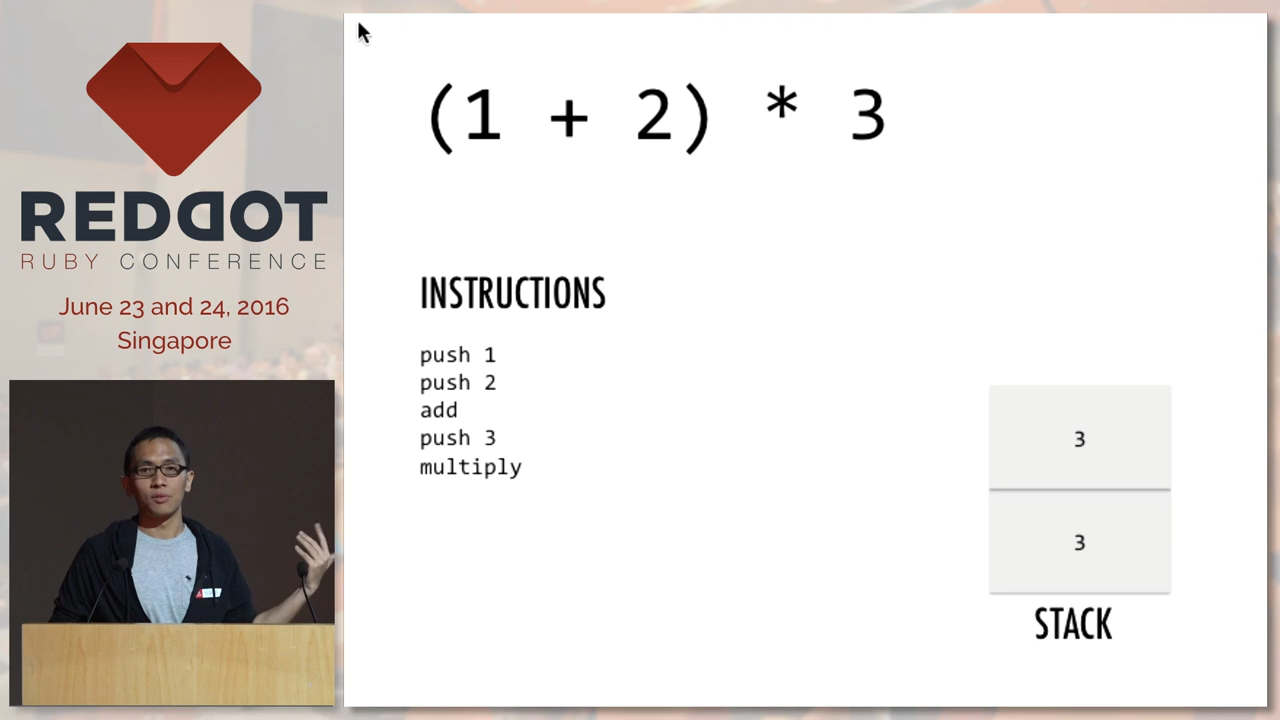 REDDOT
RUBY CONFERENCE
June 23 and 24, 2016
Singapore
(1 + 2) * 3
INSTRUCTIONS
push 1
push 2
add
push 3
multiply
3
3
STACK